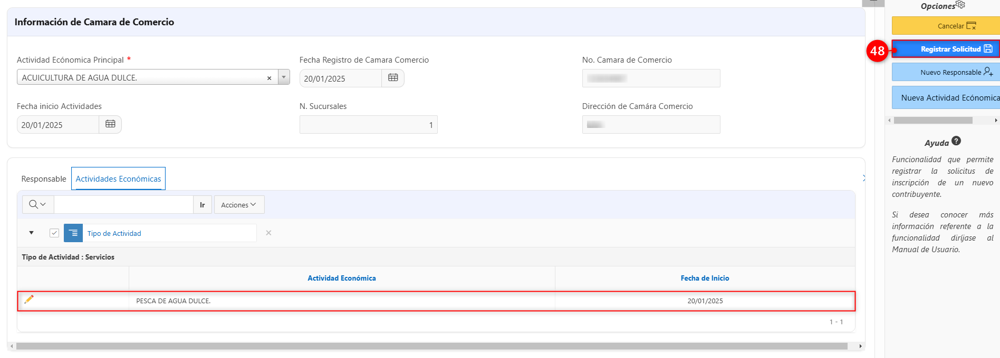 Información de Camara de Comercio
Actividad Ecónomica Principal *
ACUICULTURA DE AGUA DULCE.
Fecha Registro de Camara Comercio
20/01/2025
No. Camara de Comercio
Fecha inicio Actividades
20/01/2025
N. Sucursales
1
Dirección de Camára Comercio
Responsable
Actividades Económicas
Ir
Acciones
Tipo de Actividad
Tipo de Actividad : Servicios
Actividad Económica
Fecha de Inicio
PESCA DE AGUA DULCE.
20/01/2025
1 - 1
Opciones
Cancelar
48
Registrar Solicitud
Nuevo Responsable
Nueva Actividad Ecónomica
Ayuda
Funcionalidad que permite
registrar la solicitus de
inscripción de un nuevo
contribuyente.
Si desea conocer más
información referente a la
funcionalidad diríjase al
Manual de Usuario.